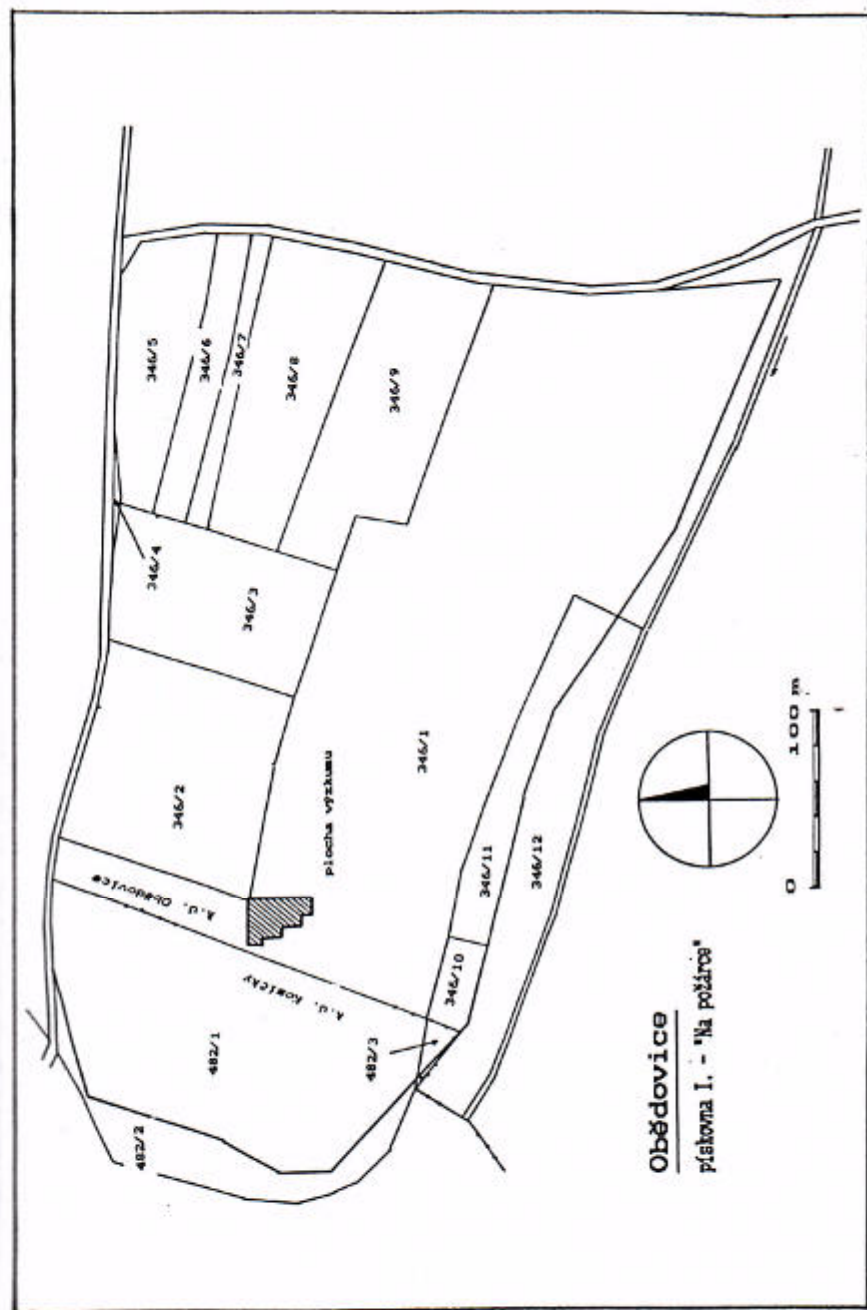 346/5
346/6
346/7
346/8
346/9
346/4
346/3
346/2
346/1
plocha výzkumu
k.ú. Obědovice
k.ú. Kosičky
482/1
482/2
482/3
346/10
346/11
346/12
0 100 m
Obědovice
pískovna I. - "Na požárce"